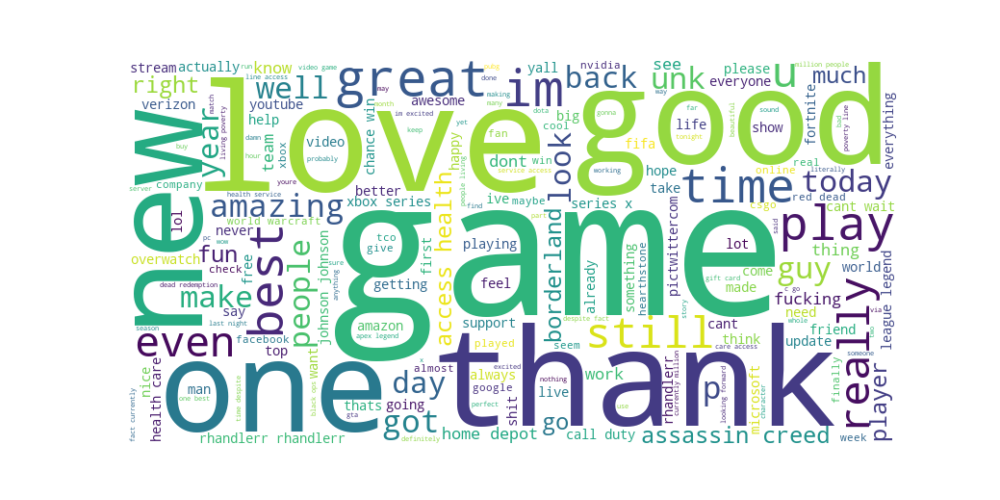 game
love
good
thank
new
one
great
im
time
play
still
best
really
even
people
amazing
today
guy
look
back
unk
u
well
right
year
make
fun
got
day
go
p
assassin creed
player
borderland
access health
much
stream
actually
know
verizon
youtube
help
team
xbox
video
chance win
awesome
happy
yall
nvidia
see
please
everyone
big
cool
fan
dont
win
ive
maybe
series x
hope
take
life
show
fifa
online
real
literally
fortnite
everything
red dead
cant wait
csgo
said
lot
come
made
thing
world
fucking
need
update
friend
league legend
pictwittercom
something
hearthstone
already
playing
feel
first
getting
tco
give
amazon
apex legend
better
xbox series
world warcraft
never
company
lol
overwatch
check
free
say
facebook
top
want
johnson johnson
support
seem
played
always
google
shit
live
work
cant
think
call duty
home depot
rhandlerr
rhandlerr rhandlerr
microsoft
character
currently million
looking forward
finally
week
nice
health care
man
one best
thats
going
almost
excited
nothing
perfect
definitely
gta
black ops
time despite
fact currently
last night
season
dead redemption
pc
wow
server
buy
health service
youre
probably
damn
hour
living poverty
match
line access
run
video game
may
month
im excited
keep
yet
many
making
done
dota
gonna
service access
people living
find
working
part
despite fact
story
gift card
c go
whole
via
someone
care access
use
sure
anything
x
far
tonight
beautiful
sound
way
million people
bad
poverty line